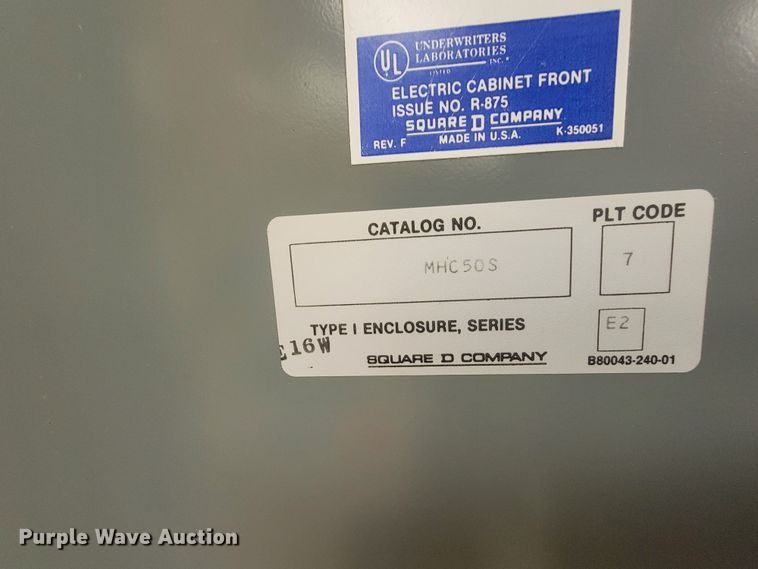 UL
UNDERWRITERS
LABORATORIES
INC. ®
LISTED
ELECTRIC CABINET FRONT
ISSUE NO. R-875
SQUARE D COMPANY
REV. F MADE IN U.S.A. K-350051
CATALOG NO. PLT CODE
MHC50S 7
TYPE I ENCLOSURE, SERIES E2
16W
SQUARE D COMPANY B80043-240-01
Purple Wave Auction